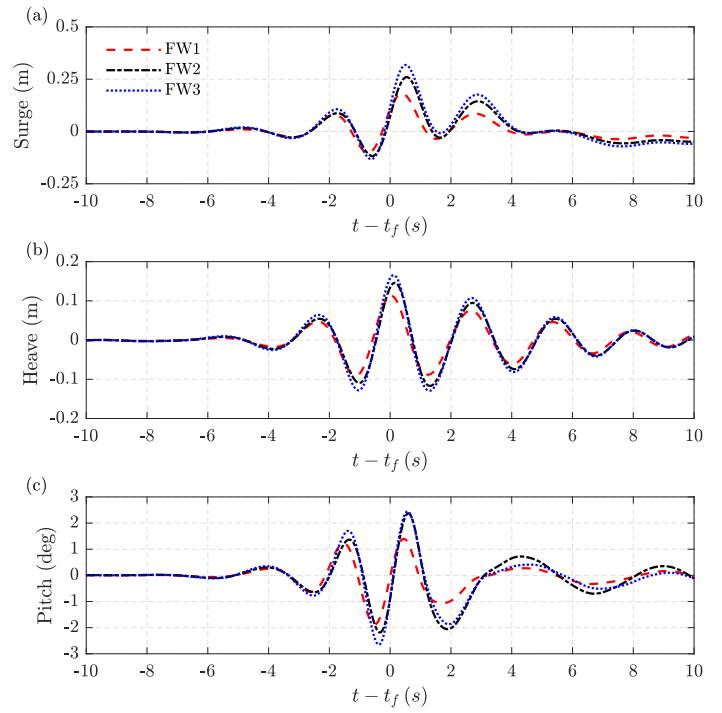 (a)
Surge (m)
0.5
0.25
0
-0.25
FW1
FW2
FW3
-10 -8 -6 -4 -2 0 2 4 6 8 10
t − t_f (s)
(b)
Heave (m)
0.2
0.1
0
-0.1
-0.2
-10 -8 -6 -4 -2 0 2 4 6 8 10
t − t_f (s)
(c)
Pitch (deg)
3
2
1
0
-1
-2
-3
-10 -8 -6 -4 -2 0 2 4 6 8 10
t − t_f (s)